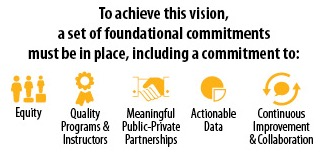 To achieve this vision,
a set of foundational commitments
must be in place, including a commitment to:
Equity
Quality
Programs &
Instructors
Meaningful
Public-Private
Partnerships
Actionable
Data
Continuous
Improvement
& Collaboration